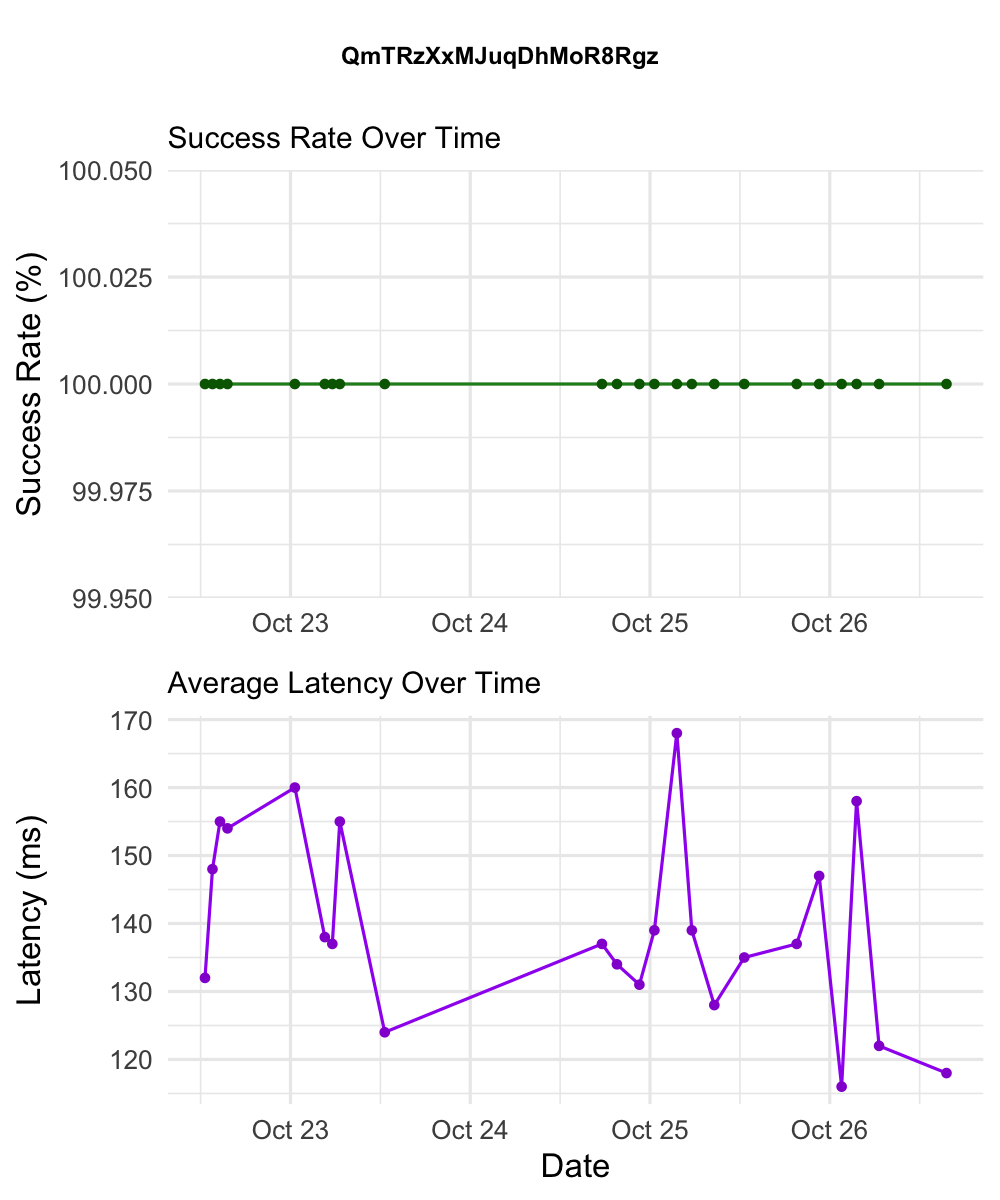 QmTRzXxMJuqDhMoR8Rgz
Success Rate Over Time
Success Rate (%)
100.050
100.025
100.000
99.975
99.950
Oct 23 Oct 24 Oct 25 Oct 26
Average Latency Over Time
Latency (ms)
170
160
150
140
130
120
Oct 23 Oct 24 Oct 25 Oct 26
Date